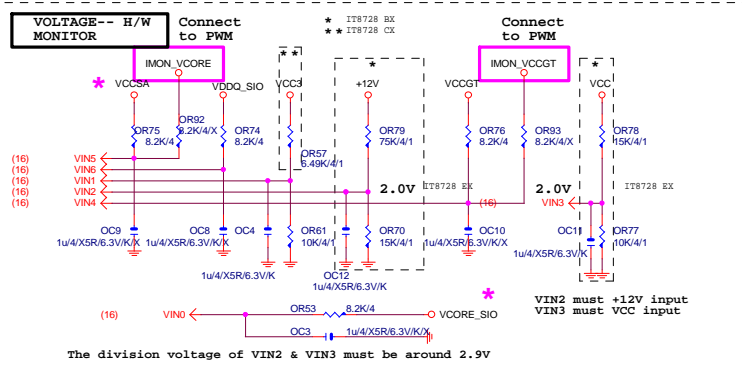 VOLTAGE-- H/W
MONITOR
Connect
to PWM
* IT8728 BX
** IT8728 CX
Connect
to PWM
IMON_VCORE
IMON_VCCGT
*
VCCSA
VDDQ_SIO
**
VCC3
*
+12V
VCCGT
*
VCC
OR75
8.2K/4
OR92
8.2K/4/X
OR74
8.2K/4
OR57
6.49K/4/1
OR79
75K/4/1
OR76
8.2K/4
OR93
8.2K/4/X
OR78
15K/4/1
(16) VIN5
(16) VIN6
(16) VIN1
(16) VIN2
(16) VIN4
2.0V
IT8728 EX
(16)
2.0V
VIN3
IT8728 EX
OC9
1u/4/X5R/6.3V/K/X
OC8
1u/4/X5R/6.3V/K/X
OC4
1u/4/X5R/6.3V/K
OR61
10K/4/1
OC12
1u/4/X5R/6.3V/K
OR70
15K/4/1
OC10
1u/4/X5R/6.3V/K/X
OC11
1u/4/X5R/6.3V/K
OR77
10K/4/1
(16) VIN0
OR53
8.2K/4
*
VCORE_SIO
OC3
1u/4/X5R/6.3V/K/X
VIN2 must +12V input
VIN3 must VCC input
The division voltage of VIN2 & VIN3 must be around 2.9V